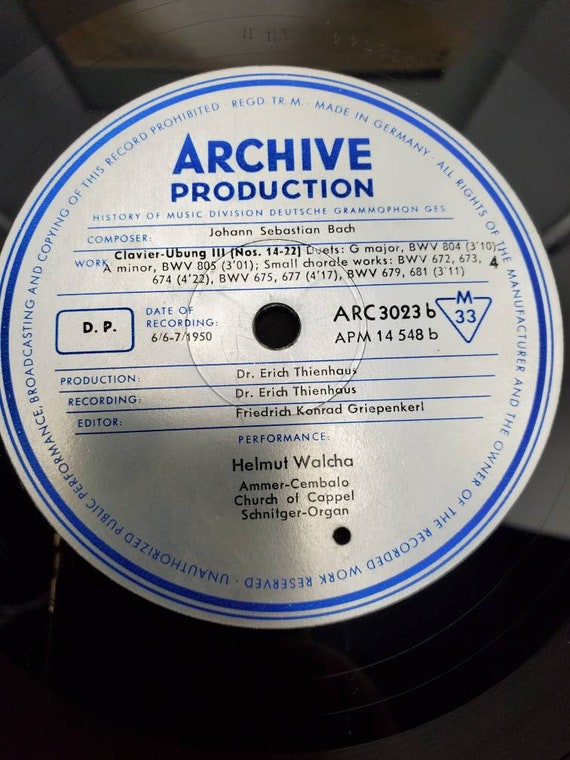 UNAUTHORIZED PUBLIC PERFORMANCE, BROADCASTING AND COPYING OF THIS RECORD PROHIBITED · REGD. TR. M. · MADE IN GERMANY · ALL RIGHTS OF THE MANUFACTURER AND THE OWNER OF THE RECORDED WORK RESERVED ·
ARCHIVE
PRODUCTION
HISTORY OF MUSIC DIVISION DEUTSCHE GRAMMOPHON GES
COMPOSER: Johann Sebastian Bach
WORK: Clavier-Übung III (Nos. 14-22) Duets: G major, BWV 804 (3'10)
A minor, BWV 805 (3'01); Small chorale works: BWV 672, 673, 4
674 (4'22), BWV 675, 677 (4'17), BWV 679, 681 (3'11)
D. P.
DATE OF
RECORDING:
6/6-7/1950
ARC 3023 b
APM 14 548 b
M
33
PRODUCTION: Dr. Erich Thienhaus
RECORDING: Dr. Erich Thienhaus
EDITOR: Friedrich Konrad Griepenkerl
PERFORMANCE:
Helmut Walcha
Ammer-Cembalo
Church of Cappel
Schnitger-Organ